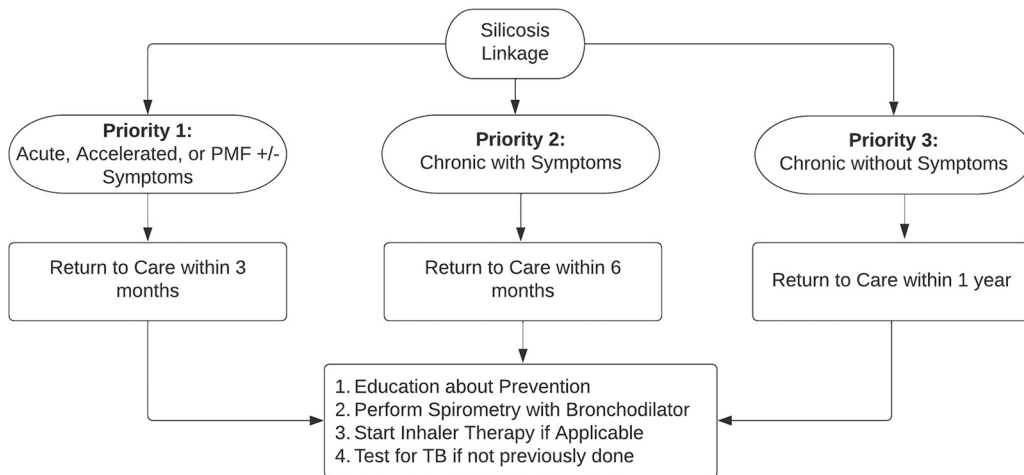 Silicosis
Linkage
Priority 1:
Acute, Accelerated, or PMF +/-
Symptoms
Priority 2:
Chronic with Symptoms
Priority 3:
Chronic without Symptoms
Return to Care within 3
months
Return to Care within 6
months
Return to Care within 1 year
1. Education about Prevention
2. Perform Spirometry with Bronchodilator
3. Start Inhaler Therapy if Applicable
4. Test for TB if not previously done